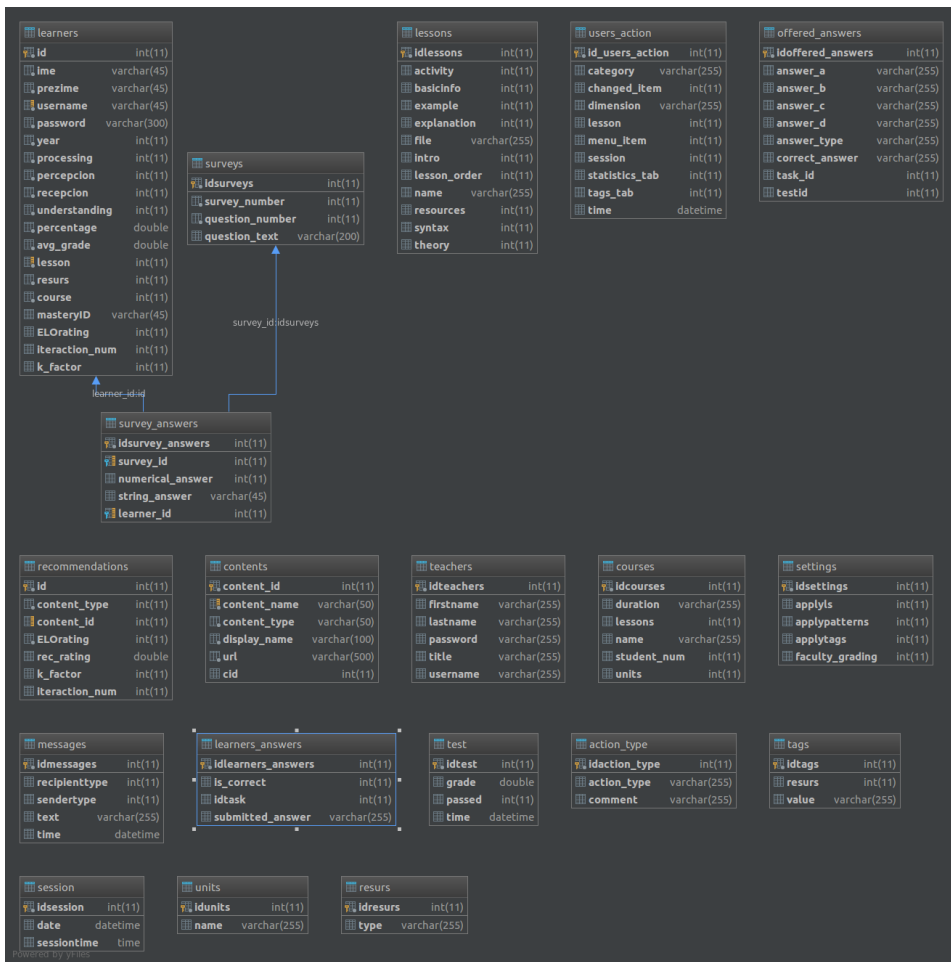 learners
id int(11)
ime varchar(45)
prezime varchar(45)
username varchar(45)
password varchar(300)
year int(11)
processing int(11)
percepcion int(11)
recepcion int(11)
understanding int(11)
percentage double
avg_grade double
lesson int(11)
resurs int(11)
course int(11)
masteryID varchar(45)
ELOrating int(11)
iteraction_num int(11)
k_factor int(11)
surveys
idsurveys int(11)
survey_number int(11)
question_number int(11)
question_text varchar(200)
lessons
idlessons int(11)
activity int(11)
basicinfo int(11)
example int(11)
explanation int(11)
file varchar(255)
intro int(11)
lesson_order int(11)
name varchar(255)
resources int(11)
syntax int(11)
theory int(11)
users_action
id_users_action int(11)
category varchar(255)
changed_item int(11)
dimension varchar(255)
lesson int(11)
menu_item int(11)
session int(11)
statistics_tab int(11)
tags_tab int(11)
time datetime
offered_answers
idoffered_answers int(11)
answer_a varchar(255)
answer_b varchar(255)
answer_c varchar(255)
answer_d varchar(255)
answer_type varchar(255)
correct_answer varchar(255)
task_id int(11)
testid int(11)
survey_id:idsurveys
learner_id:id
survey_answers
idsurvey_answers int(11)
survey_id int(11)
numerical_answer int(11)
string_answer varchar(45)
learner_id int(11)
recommendations
id int(11)
content_type int(11)
content_id int(11)
ELOrating int(11)
rec_rating double
k_factor int(11)
iteraction_num int(11)
contents
content_id int(11)
content_name varchar(50)
content_type varchar(50)
display_name varchar(100)
url varchar(500)
cid int(11)
teachers
idteachers int(11)
firstname varchar(255)
lastname varchar(255)
password varchar(255)
title varchar(255)
username varchar(255)
courses
idcourses int(11)
duration varchar(255)
lessons int(11)
name varchar(255)
student_num int(11)
units int(11)
settings
idsettings int(11)
applyls int(11)
applypatterns int(11)
applytags int(11)
faculty_grading int(11)
messages
idmessages int(11)
recipienttype int(11)
sendertype int(11)
text varchar(255)
time datetime
learners_answers
idlearners_answers int(11)
is_correct int(11)
idtask int(11)
submitted_answer varchar(255)
test
idtest int(11)
grade double
passed int(11)
time datetime
action_type
idaction_type int(11)
action_type varchar(255)
comment varchar(255)
tags
idtags int(11)
resurs int(11)
value varchar(255)
session
idsession int(11)
date datetime
sessiontime time
units
idunits int(11)
name varchar(255)
resurs
idresurs int(11)
type varchar(255)
Powered by yFiles